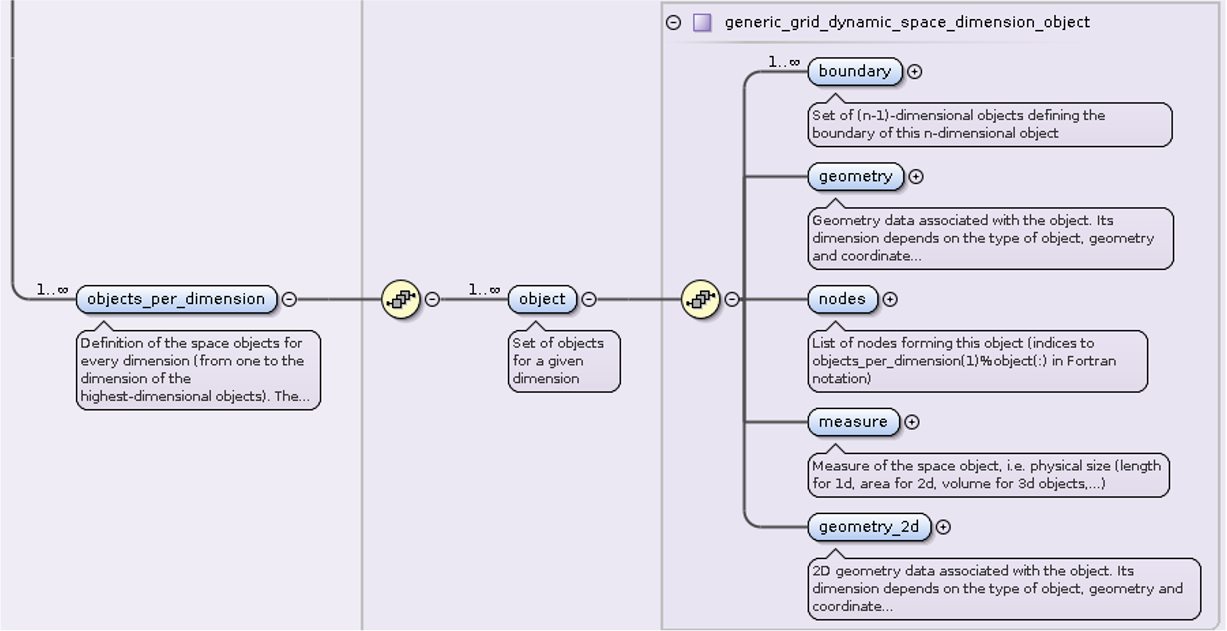 generic_grid_dynamic_space_dimension_object
1..∞
boundary
Set of (n-1)-dimensional objects defining the
boundary of this n-dimensional object
geometry
Geometry data associated with the object. Its
dimension depends on the type of object, geometry
and coordinate...
1..∞
objects_per_dimension
Definition of the space objects for
every dimension (from one to the
dimension of the
highest-dimensional objects). The...
1..∞
object
Set of objects
for a given
dimension
nodes
List of nodes forming this object (indices to
objects_per_dimension(1)%object(:) in Fortran
notation)
measure
Measure of the space object, i.e. physical size (length
for 1d, area for 2d, volume for 3d objects,...)
geometry_2d
2D geometry data associated with the object. Its
dimension depends on the type of object, geometry and
coordinate...